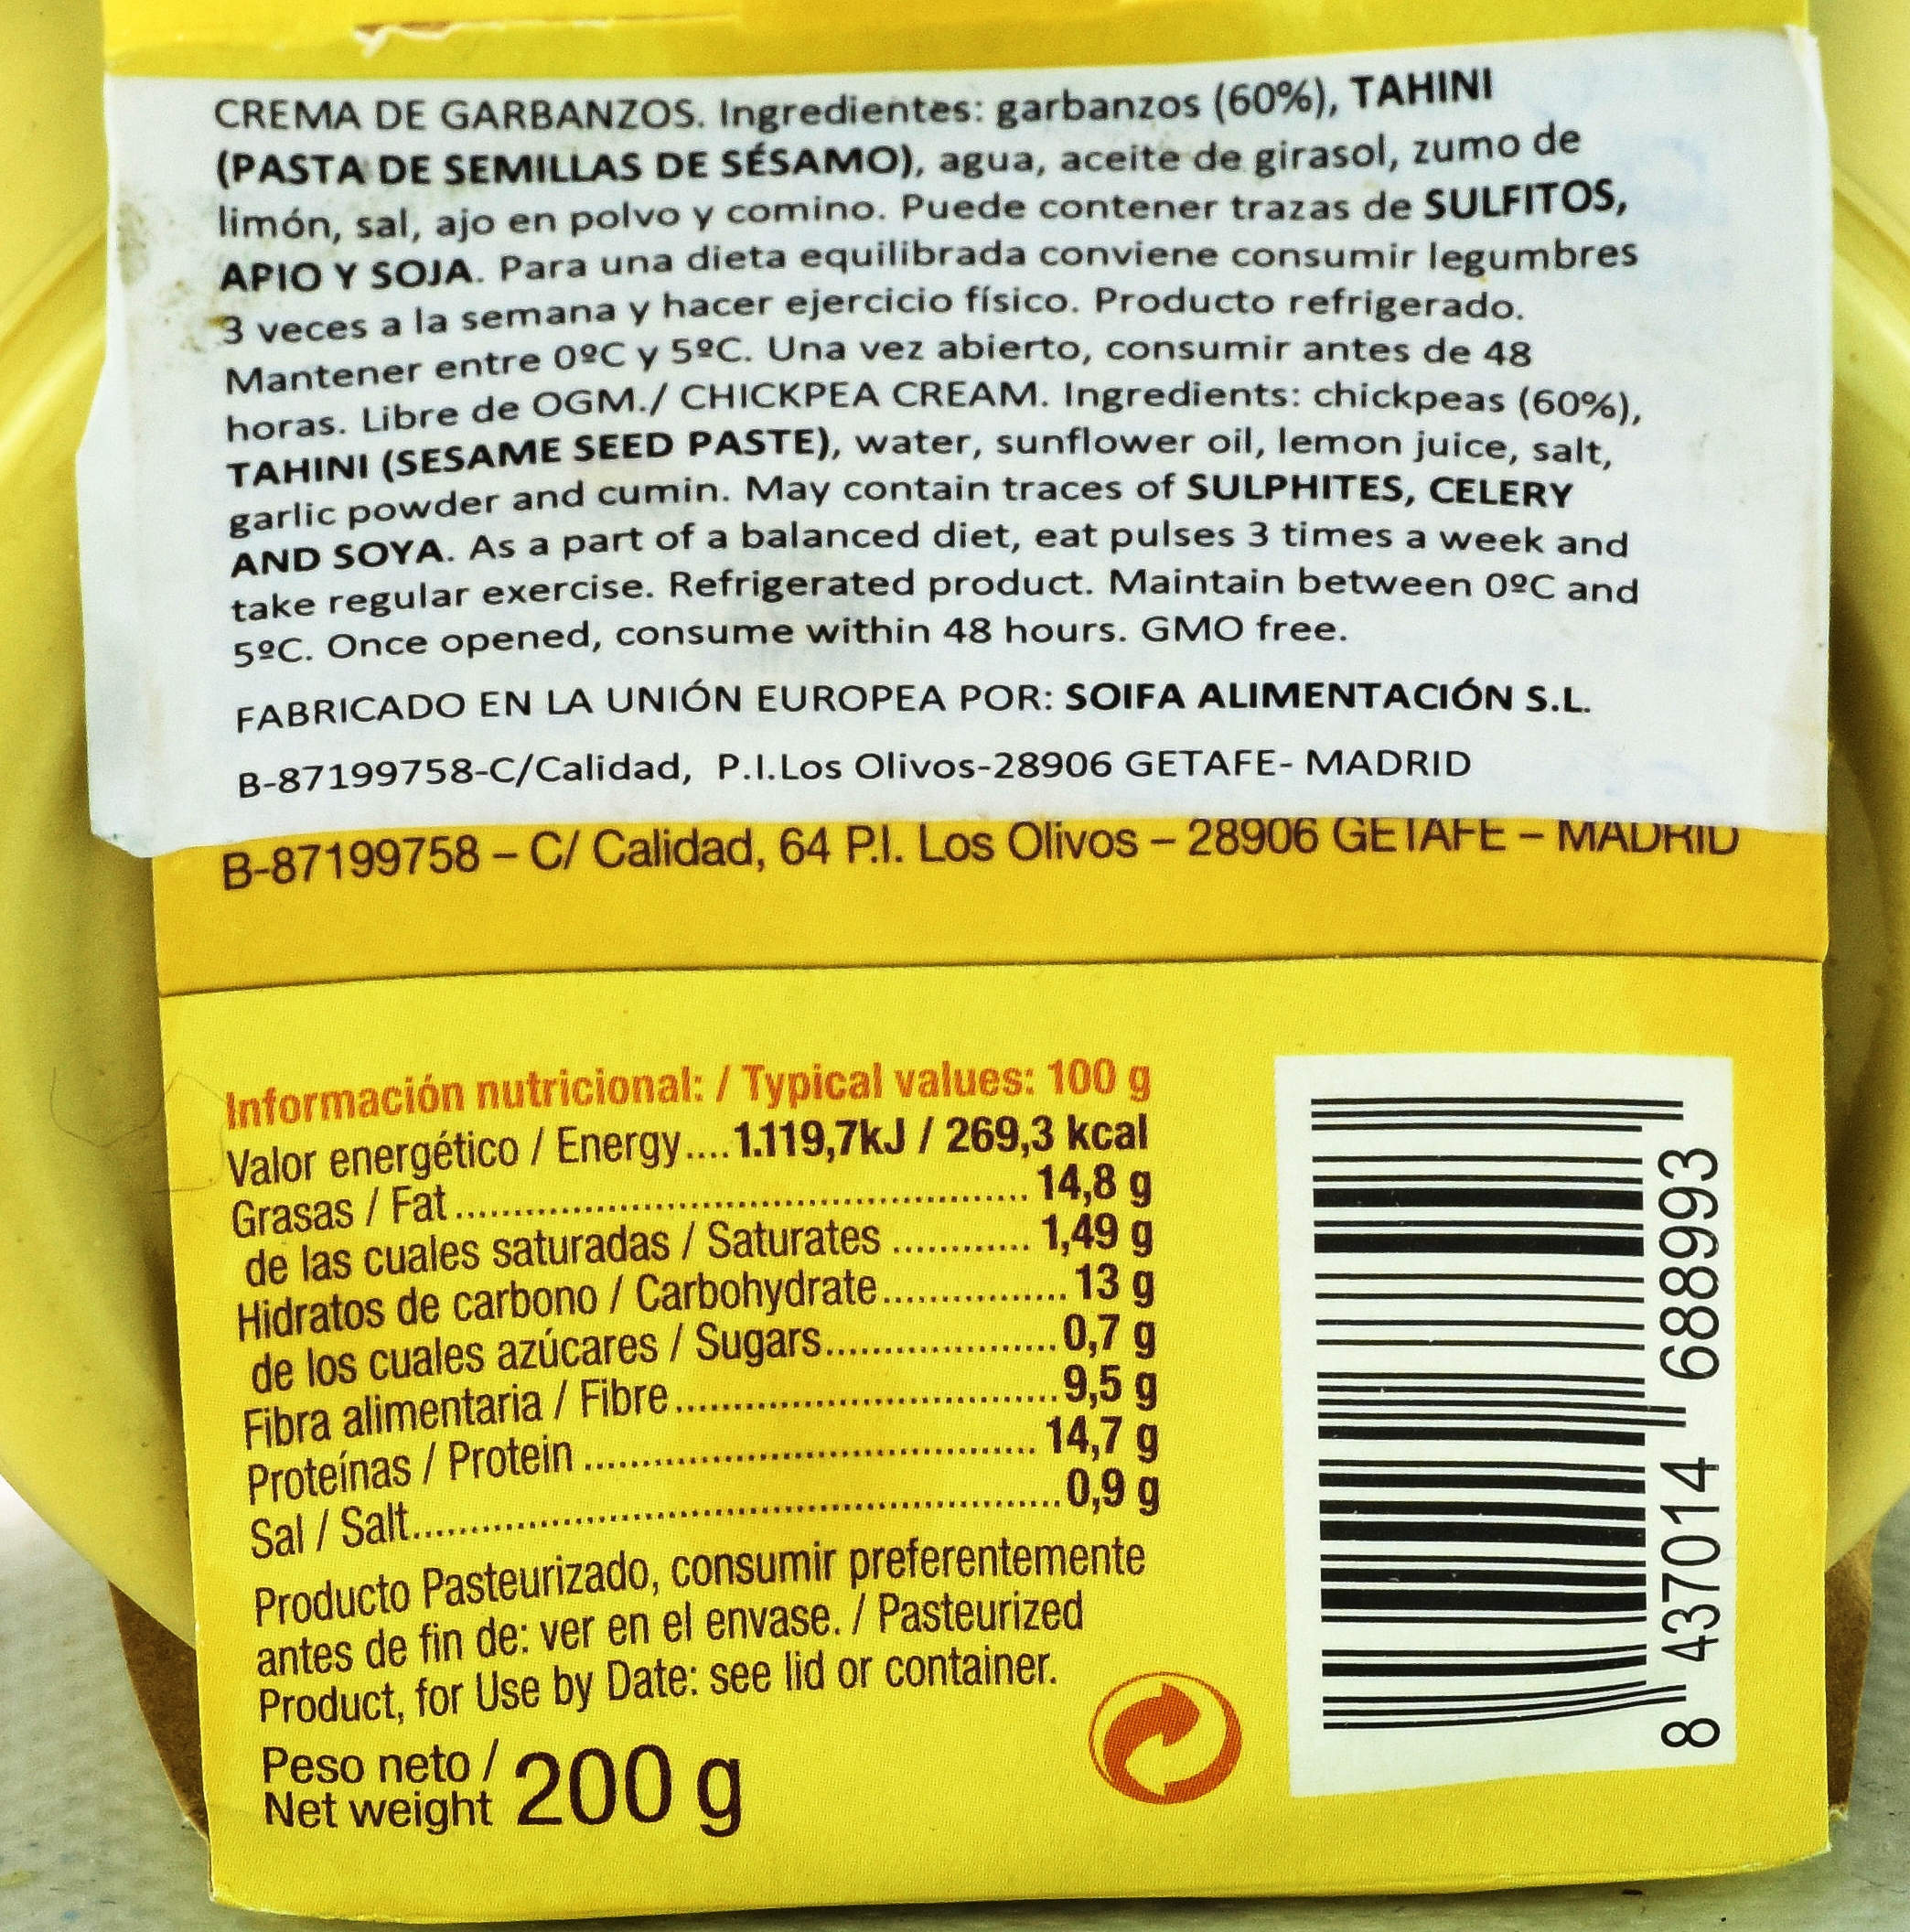 CREMA DE GARBANZOS. Ingredientes: garbanzos (60%), TAHINI
(PASTA DE SEMILLAS DE SÉSAMO), agua, aceite de girasol, zumo de
limón, sal, ajo en polvo y comino. Puede contener trazas de SULFITOS,
APIO Y SOJA. Para una dieta equilibrada conviene consumir legumbres
3 veces a la semana y hacer ejercicio físico. Producto refrigerado.
Mantener entre 0ºC y 5ºC. Una vez abierto, consumir antes de 48
horas. Libre de OGM./ CHICKPEA CREAM. Ingredients: chickpeas (60%),
TAHINI (SESAME SEED PASTE), water, sunflower oil, lemon juice, salt,
garlic powder and cumin. May contain traces of SULPHITES, CELERY
AND SOYA. As a part of a balanced diet, eat pulses 3 times a week and
take regular exercise. Refrigerated product. Maintain between 0ºC and
5ºC. Once opened, consume within 48 hours. GMO free.
FABRICADO EN LA UNIÓN EUROPEA POR: SOIFA ALIMENTACIÓN S.L.
B-87199758-C/Calidad, P.I.Los Olivos-28906 GETAFE- MADRID
B-87199758 – C/ Calidad, 64 P.I. Los Olivos – 28906 GETAFE – MADRID
Información nutricional: / Typical values: 100 g
Valor energético / Energy....1.119,7kJ / 269,3 kcal
Grasas / Fat.......................................... 14,8 g
de las cuales saturadas / Saturates ............. 1,49 g
Hidratos de carbono / Carbohydrate................. 13 g
de los cuales azúcares / Sugars......................0,7 g
Fibra alimentaria / Fibre....................................9,5 g
Proteínas / Protein ......................................... 14,7 g
Sal / Salt..........................................................0,9 g
Producto Pasteurizado, consumir preferentemente
antes de fin de: ver en el envase. / Pasteurized
Product, for Use by Date: see lid or container.
Peso neto /
Net weight 200 g
8 437014 688993